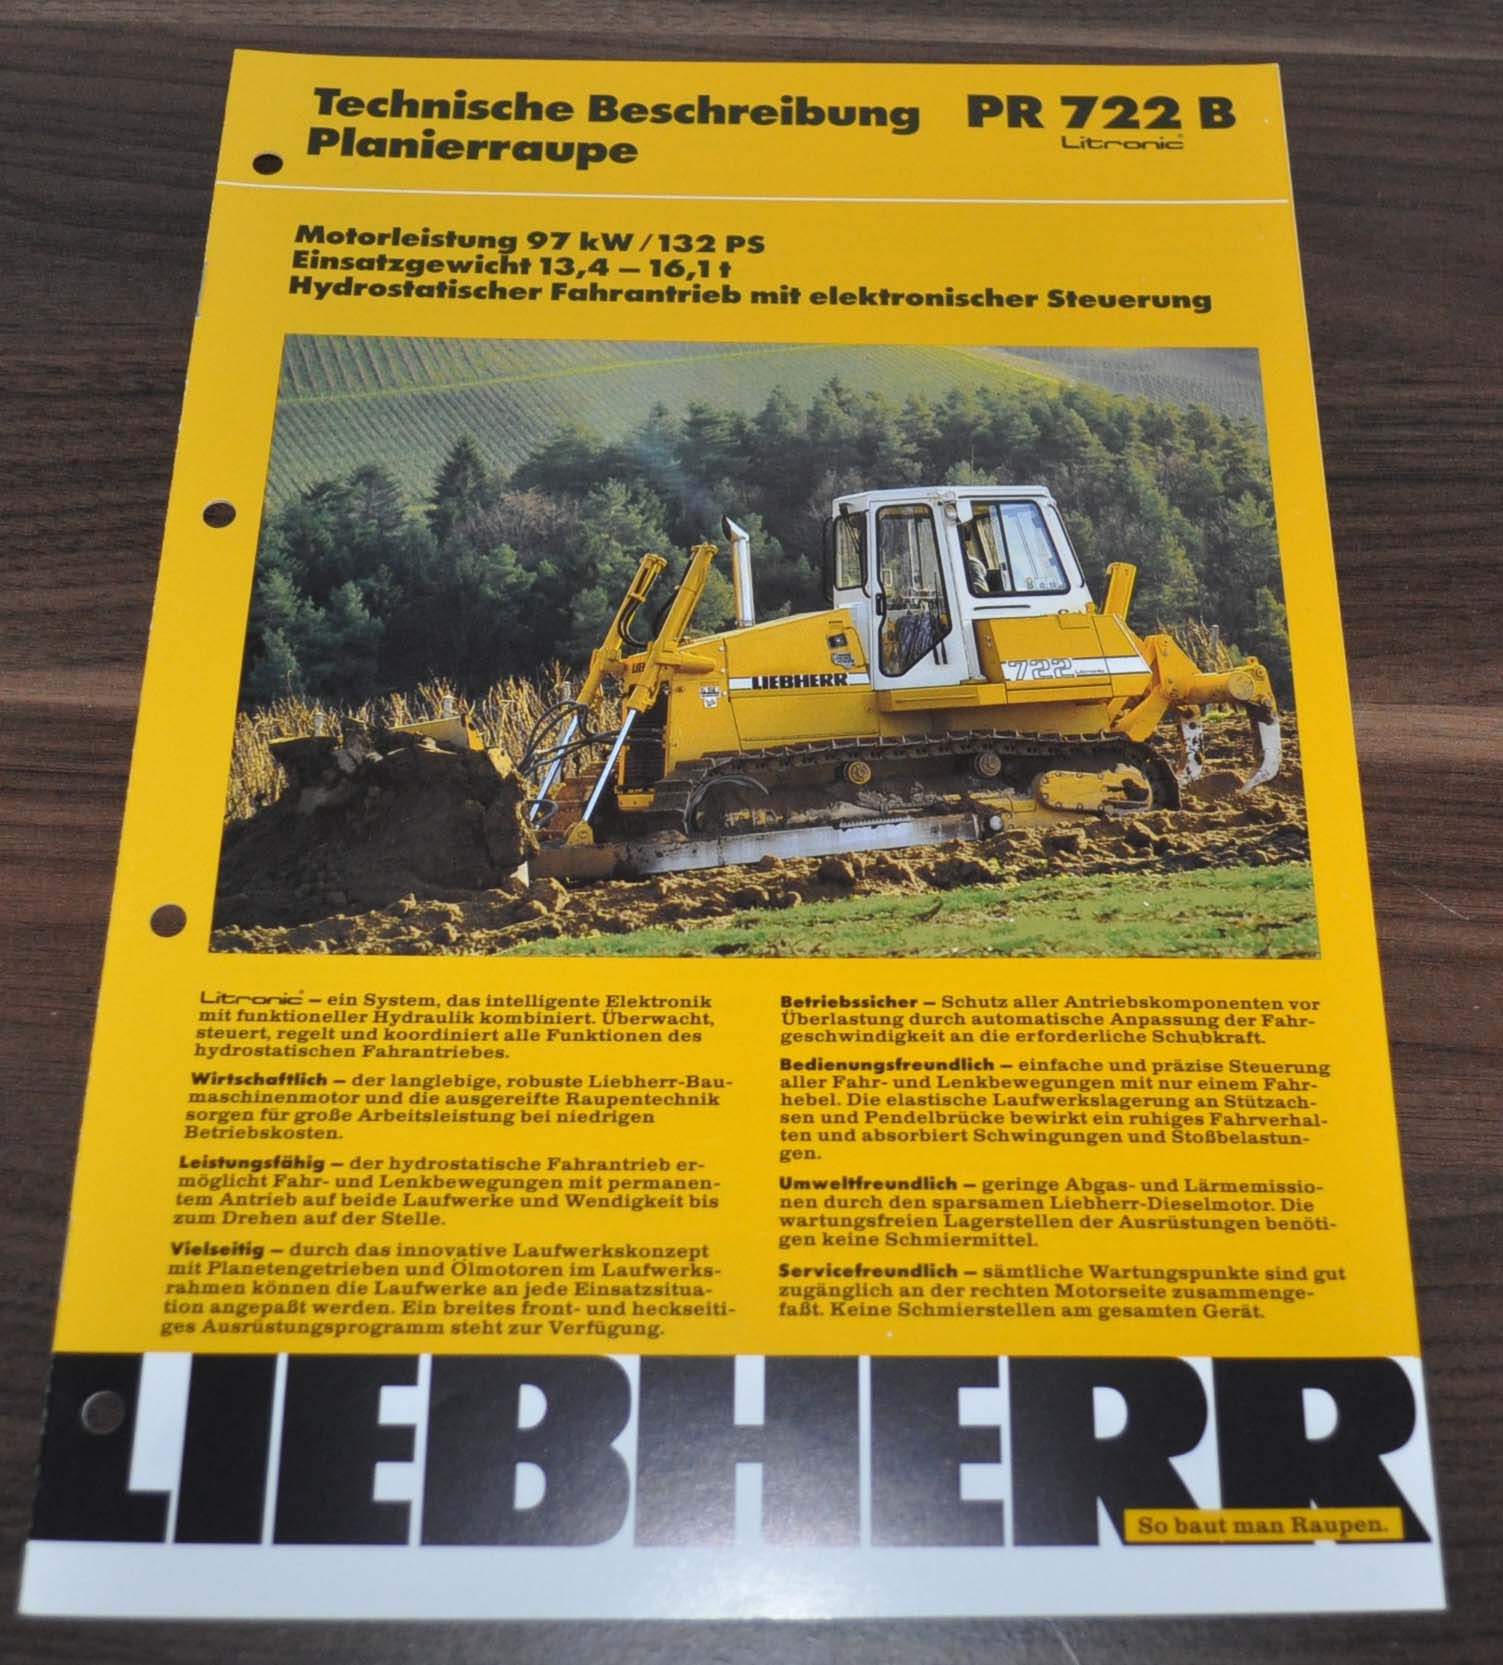 Technische Beschreibung PR 722 B
Planierraupe Litronic®
Motorleistung 97 kW/132 PS
Einsatzgewicht 13,4 – 16,1 t
Hydrostatischer Fahrantrieb mit elektronischer Steuerung
LIEBHERR
722 Litronic
LIEBHERR
Litronic® – ein System, das intelligente Elektronik
mit funktioneller Hydraulik kombiniert. Überwacht,
steuert, regelt und koordiniert alle Funktionen des
hydrostatischen Fahrantriebes.
Wirtschaftlich – der langlebige, robuste Liebherr-Bau-
maschinenmotor und die ausgereifte Raupentechnik
sorgen für große Arbeitsleistung bei niedrigen
Betriebskosten.
Leistungsfähig – der hydrostatische Fahrantrieb er-
möglicht Fahr- und Lenkbewegungen mit permanen-
tem Antrieb auf beide Laufwerke und Wendigkeit bis
zum Drehen auf der Stelle.
Vielseitig – durch das innovative Laufwerkskonzept
mit Planetengetrieben und Ölmotoren im Laufwerks-
rahmen können die Laufwerke an jede Einsatzsitua-
tion angepaßt werden. Ein breites front- und heckseiti-
ges Ausrüstungsprogramm steht zur Verfügung.
Betriebssicher – Schutz aller Antriebskomponenten vor
Überlastung durch automatische Anpassung der Fahr-
geschwindigkeit an die erforderliche Schubkraft.
Bedienungsfreundlich – einfache und präzise Steuerung
aller Fahr- und Lenkbewegungen mit nur einem Fahr-
hebel. Die elastische Laufwerkslagerung an Stützach-
sen und Pendelbrücke bewirkt ein ruhiges Fahrverhal-
ten und absorbiert Schwingungen und Stoßbelastun-
gen.
Umweltfreundlich – geringe Abgas- und Lärmemissio-
nen durch den sparsamen Liebherr-Dieselmotor. Die
wartungsfreien Lagerstellen der Ausrüstungen benöti-
gen keine Schmiermittel.
Servicefreundlich – sämtliche Wartungspunkte sind gut
zugänglich an der rechten Motorseite zusammenge-
faßt. Keine Schmierstellen am gesamten Gerät.
LIEBHERR
So baut man Raupen.